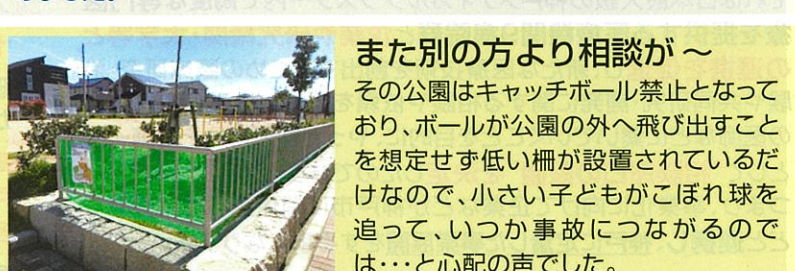 また別の方より相談が～
その公園はキャッチボール禁止となって
おり、ボールが公園の外へ飛び出すこと
を想定せず低い柵が設置されているだ
けなので、小さい子どもがこぼれ球を
追って、いつか事故につながるので
は・・・と心配の声でした。